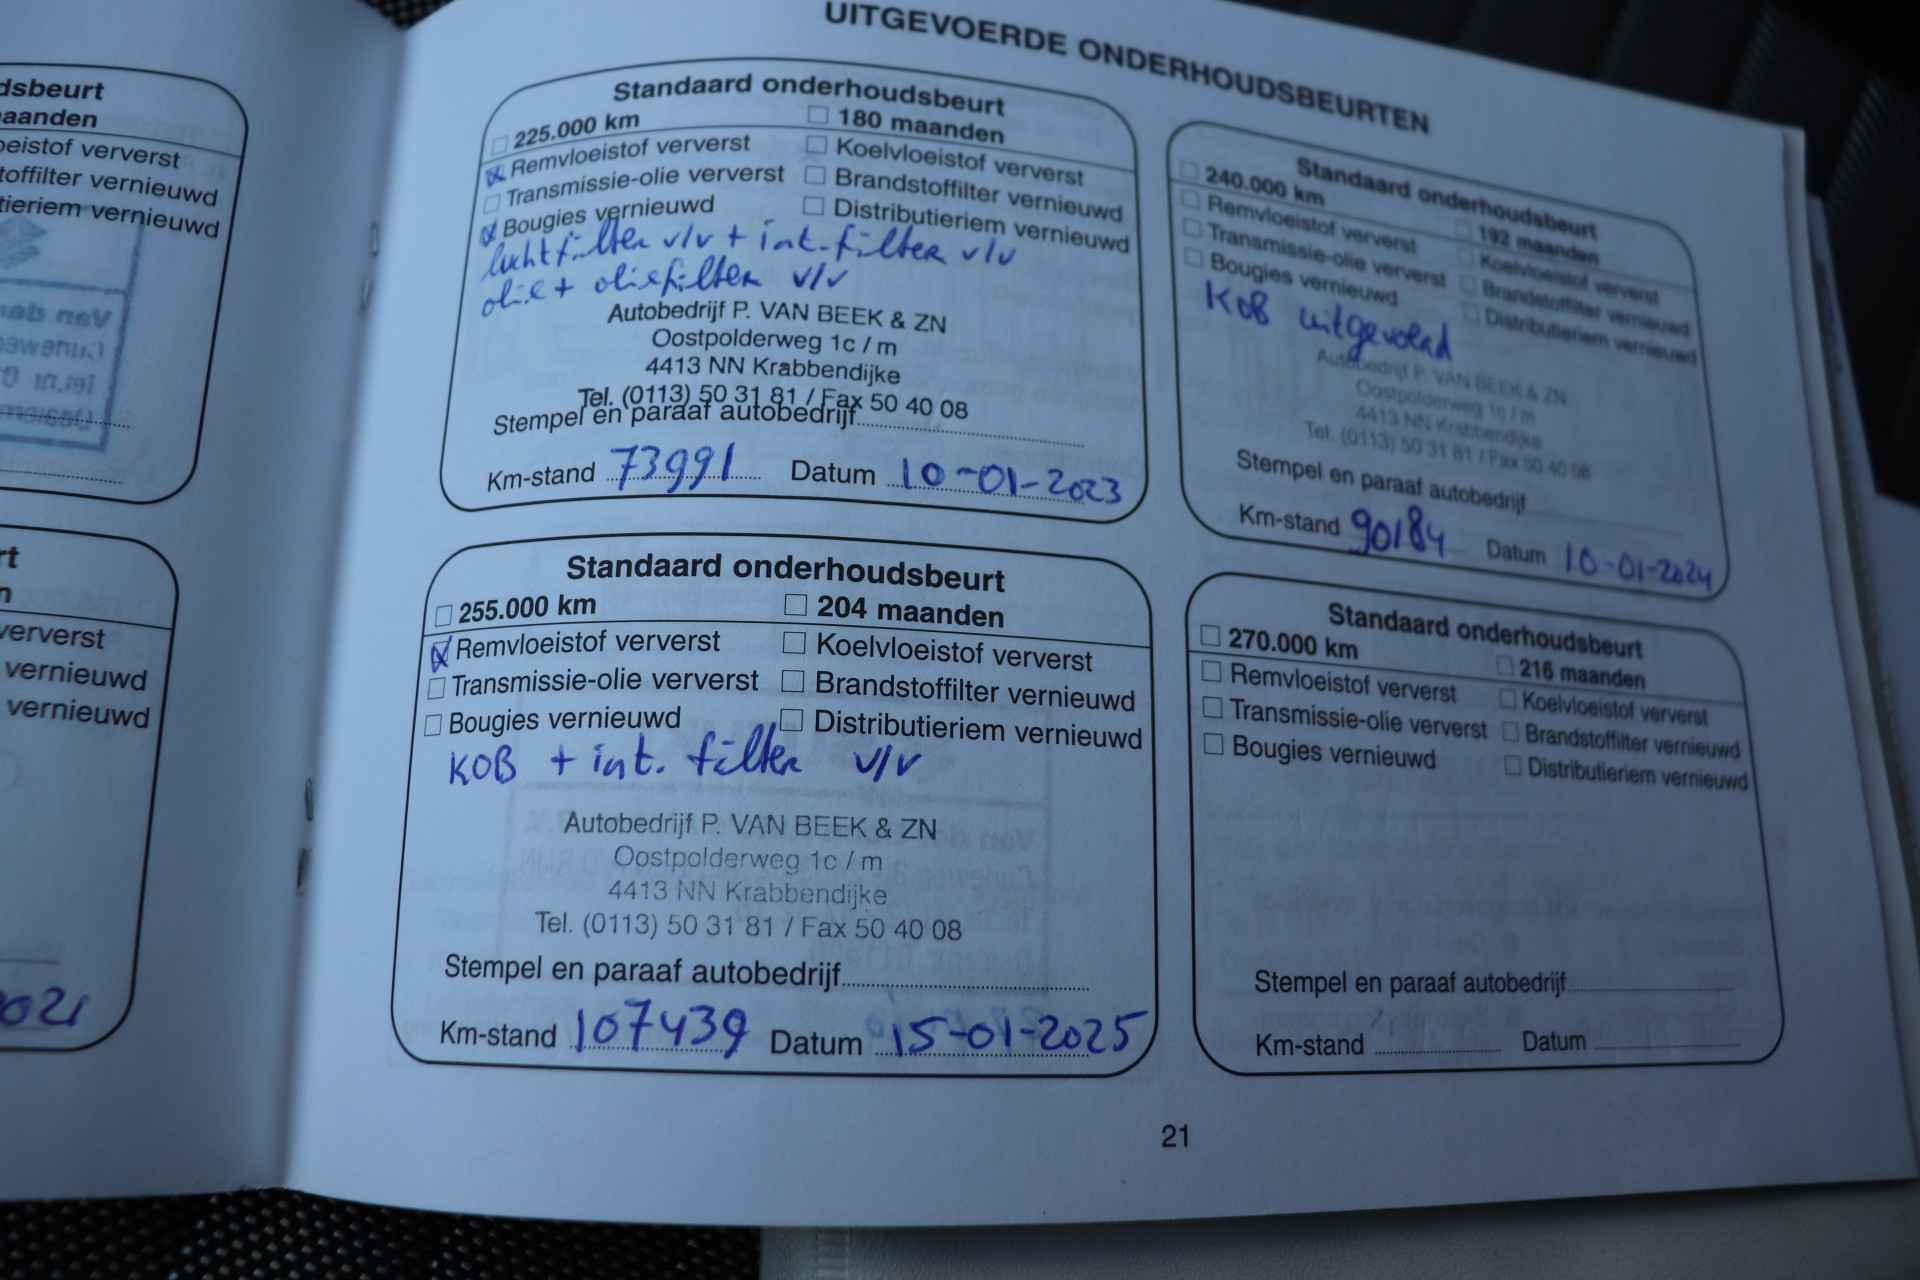 UITGEVOERDE ONDERHOUDSBEURTEN
dsbeurt
aanden
oeistof ververst
toffilter vernieuwd
tieriem vernieuwd
rt
n
ververst
vernieuwd
vernieuwd
2021
Standaard onderhoudsbeurt
225.000 km 180 maanden
Remvloeistof ververst Koelvloeistof ververst
Transmissie-olie ververst Brandstoffilter vernieuwd
Bougies vernieuwd Distributieriem vernieuwd
luchtfilter v/v + int. filter v/v
olie + oliefilter v/v
Autobedrijf P. VAN BEEK & ZN
Oostpolderweg 1c / m
4413 NN Krabbendijke
Tel. (0113) 50 31 81 / Fax 50 40 08
Stempel en paraaf autobedrijf
Km-stand 73991 Datum 10-01-2023
Standaard onderhoudsbeurt
240.000 km 192 maanden
Remvloeistof ververst Koelvloeistof ververst
Transmissie-olie ververst Brandstoffilter vernieuwd
Bougies vernieuwd Distributieriem vernieuwd
KOB uitgevoerd
Autobedrijf P. VAN BEEK & ZN
Oostpolderweg 1c / m
4413 NN Krabbendijke
Tel. (0113) 50 31 81 / Fax 50 40 08
Stempel en paraaf autobedrijf
Km-stand 90184 Datum 10-01-2024
Standaard onderhoudsbeurt
255.000 km 204 maanden
Remvloeistof ververst Koelvloeistof ververst
Transmissie-olie ververst Brandstoffilter vernieuwd
Bougies vernieuwd Distributieriem vernieuwd
KOB + int. filter v/v
Autobedrijf P. VAN BEEK & ZN
Oostpolderweg 1c / m
4413 NN Krabbendijke
Tel. (0113) 50 31 81 / Fax 50 40 08
Stempel en paraaf autobedrijf
Km-stand 107439 Datum 15-01-2025
Standaard onderhoudsbeurt
270.000 km 216 maanden
Remvloeistof ververst Koelvloeistof ververst
Transmissie-olie ververst Brandstoffilter vernieuwd
Bougies vernieuwd Distributieriem vernieuwd
Stempel en paraaf autobedrijf
Km-stand Datum
21